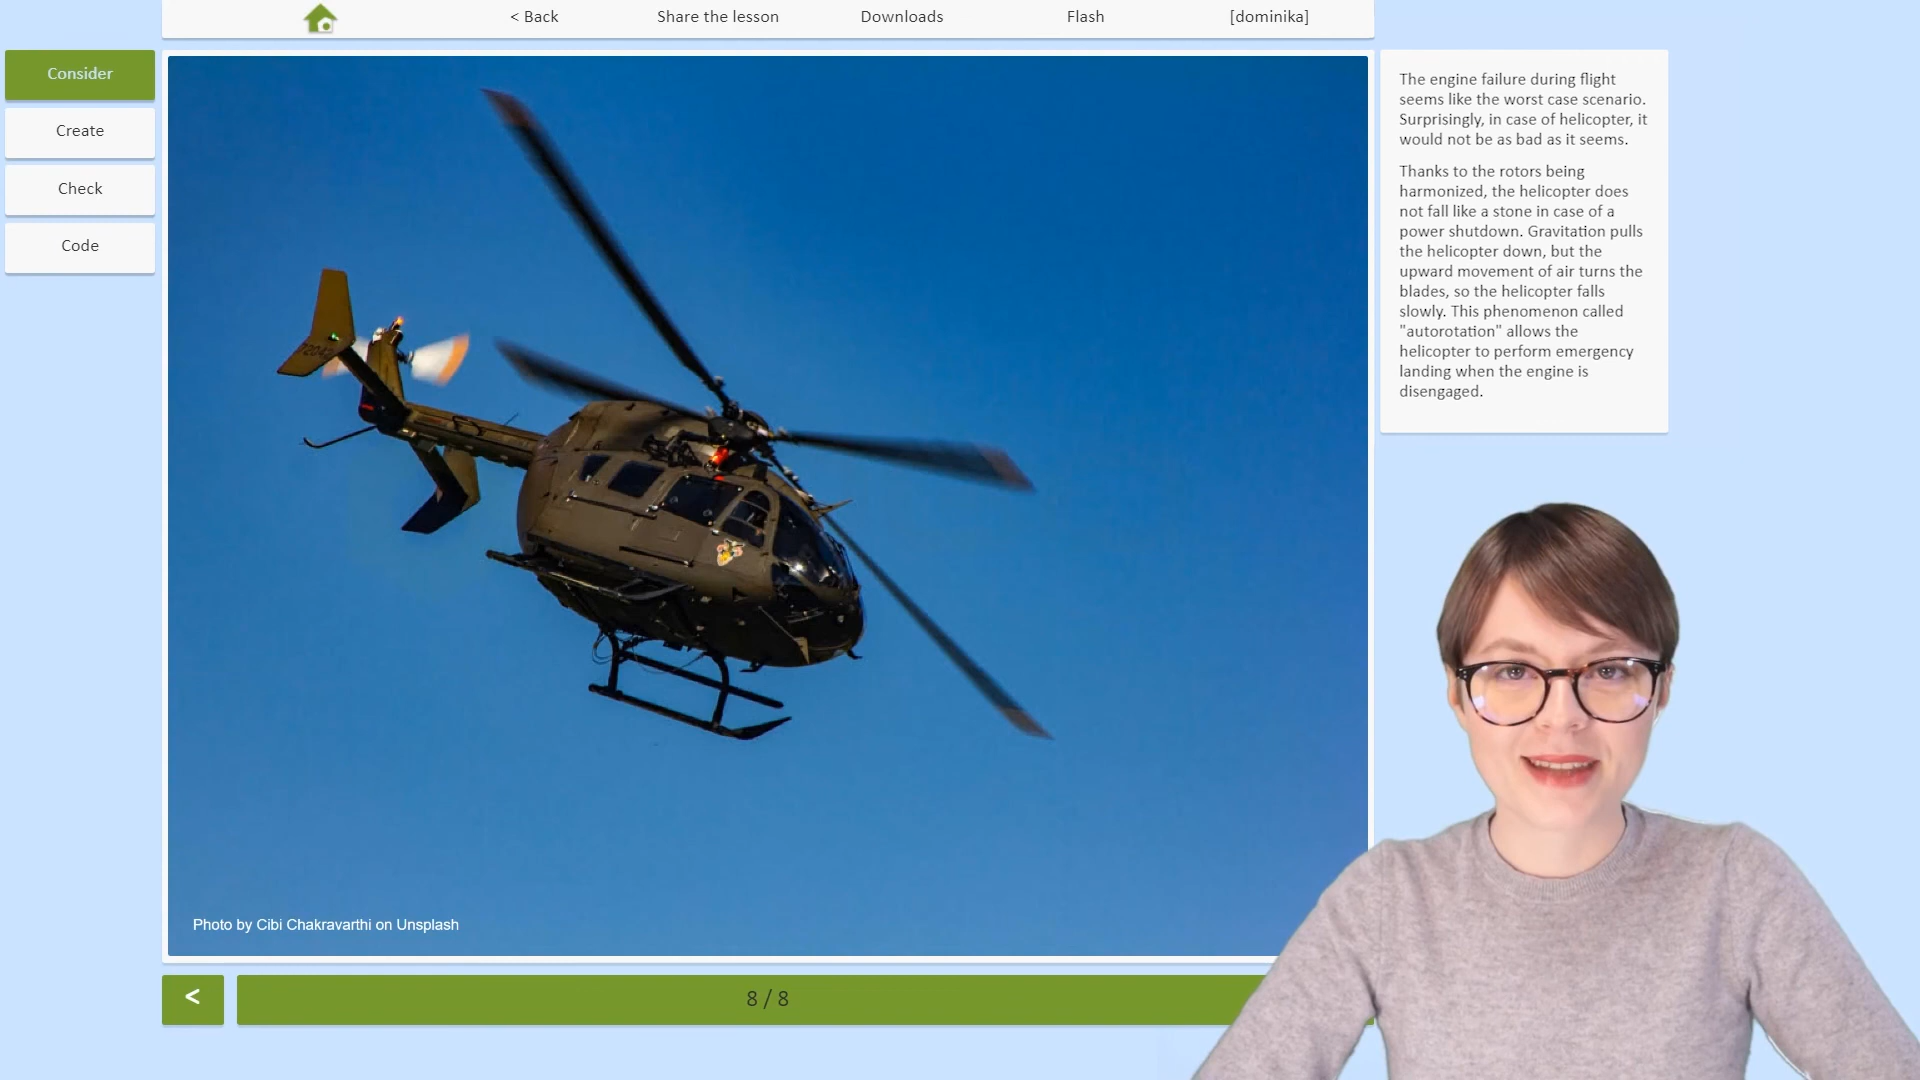 < Back
Share the lesson
Downloads
Flash
[dominika]
Consider
Create
Check
Code
The engine failure during flight
seems like the worst case scenario.
Surprisingly, in case of helicopter, it
would not be as bad as it seems.
Thanks to the rotors being
harmonized, the helicopter does
not fall like a stone in case of a
power shutdown. Gravitation pulls
the helicopter down, but the
upward movement of air turns the
blades, so the helicopter falls
slowly. This phenomenon called
"autorotation" allows the
helicopter to perform emergency
landing when the engine is
disengaged.
Photo by Cibi Chakravarthi on Unsplash
<
8 / 8